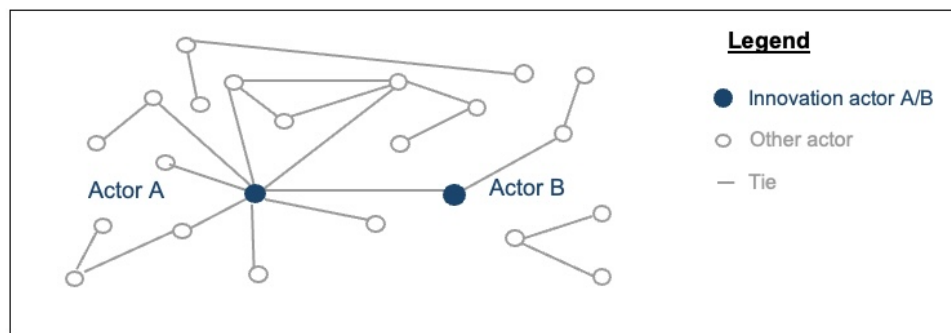 Legend
Innovation actor A/B
Other actor
Tie
Actor A
Actor B